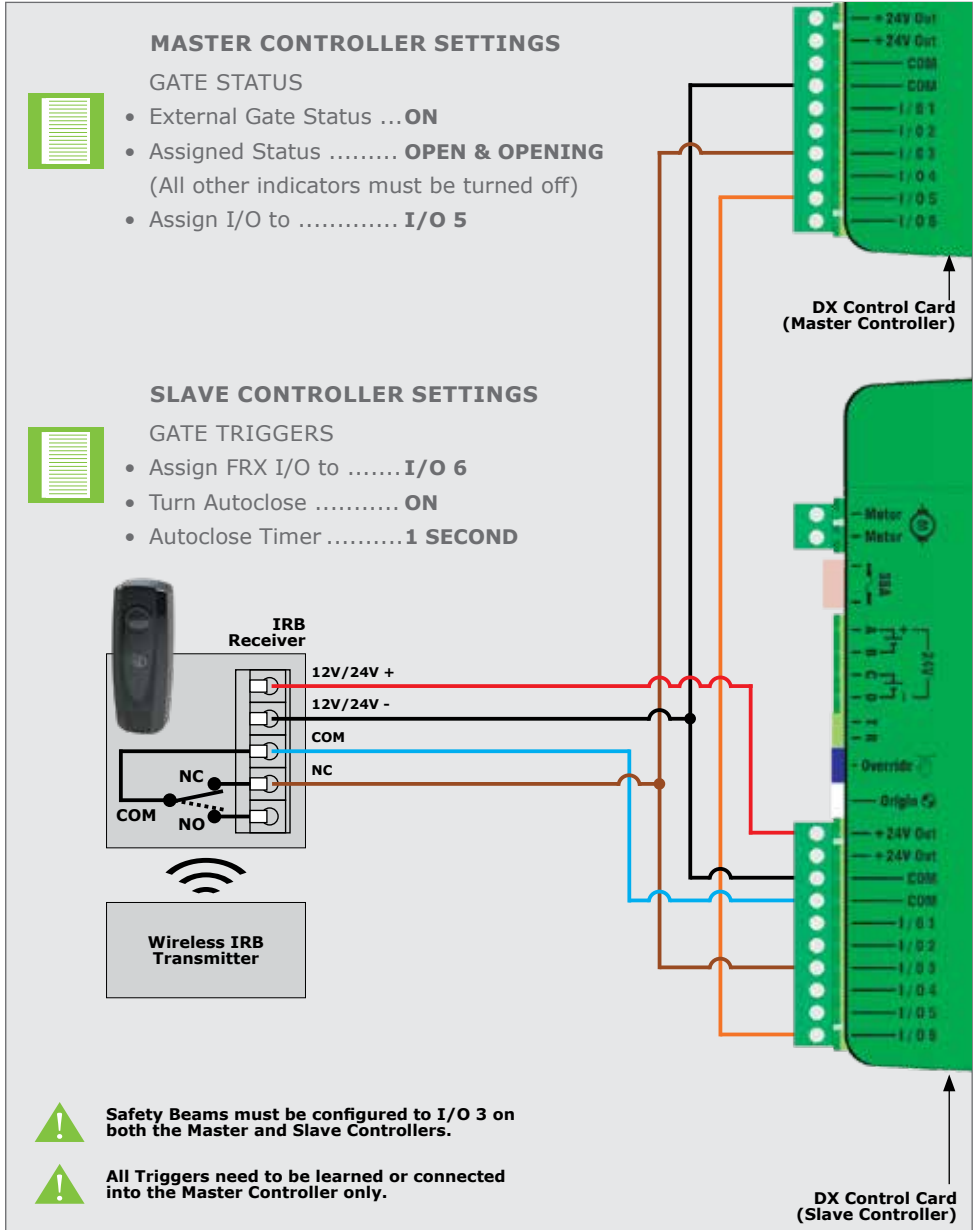 MASTER CONTROLLER SETTINGS
GATE STATUS
• External Gate Status ...ON
• Assigned Status ......... OPEN & OPENING
(All other indicators must be turned off)
• Assign I/O to ............. I/O 5
+24V Out
+24V Out
COM
COM
I/O 1
I/O 2
I/O 3
I/O 4
I/O 5
I/O 6
DX Control Card
(Master Controller)
SLAVE CONTROLLER SETTINGS
GATE TRIGGERS
• Assign FRX I/O to .......I/O 6
• Turn Autoclose ........... ON
• Autoclose Timer ..........1 SECOND
IRB
Receiver
12V/24V +
12V/24V -
COM
NC
NC
COM
NO
Wireless IRB
Transmitter
Motor
Motor
M
A
B
C
D
24V
Override
Origin
+24V Out
+24V Out
COM
COM
I/O 1
I/O 2
I/O 3
I/O 4
I/O 5
I/O 6
Safety Beams must be configured to I/O 3 on
both the Master and Slave Controllers.
All Triggers need to be learned or connected
into the Master Controller only.
DX Control Card
(Slave Controller)